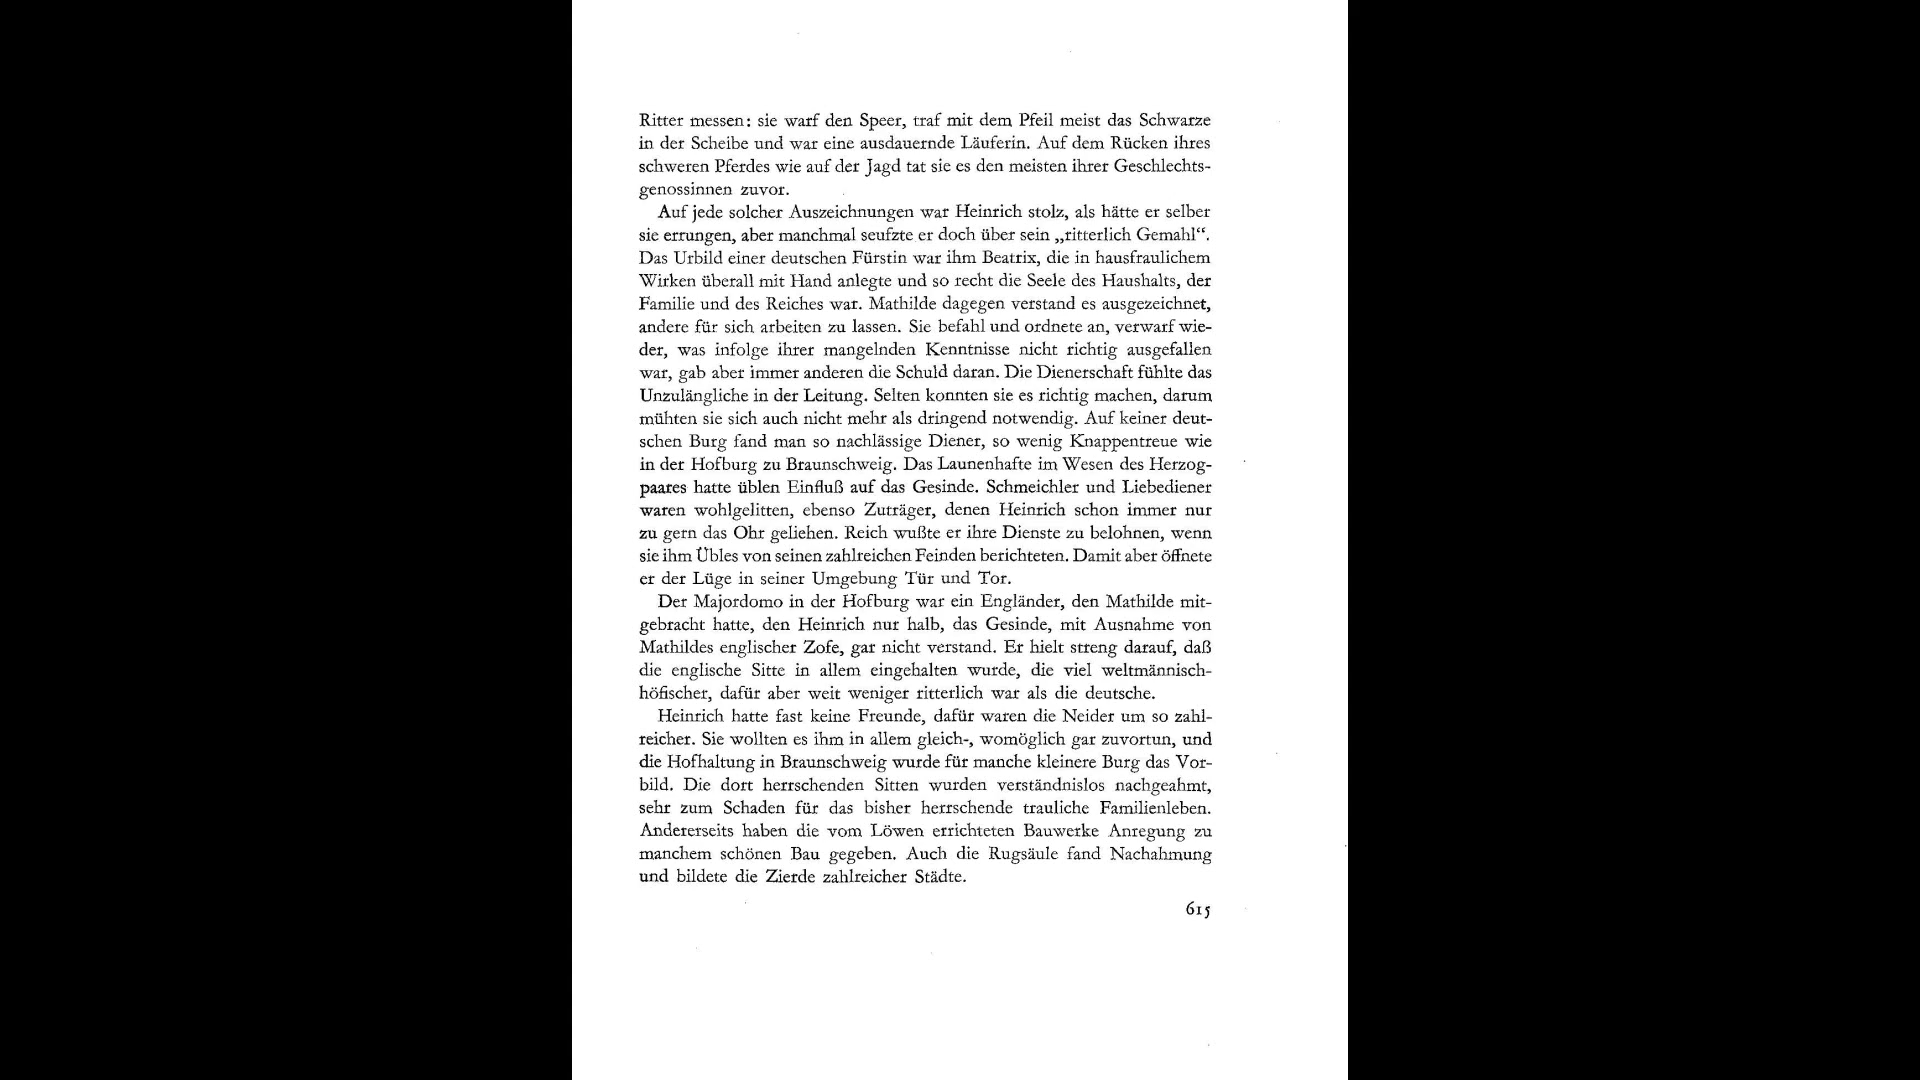 Ritter messen: sie warf den Speer, traf mit dem Pfeil meist das Schwarze
in der Scheibe und war eine ausdauernde Läuferin. Auf dem Rücken ihres
schweren Pferdes wie auf der Jagd tat sie es den meisten ihrer Geschlechts-
genossinnen zuvor.
Auf jede solcher Auszeichnungen war Heinrich stolz, als hätte er selber
sie errungen, aber manchmal seufzte er doch über sein „ritterlich Gemahl“.
Das Urbild einer deutschen Fürstin war ihm Beatrix, die in hausfraulichem
Wirken überall mit Hand anlegte und so recht die Seele des Haushalts, der
Familie und des Reiches war. Mathilde dagegen verstand es ausgezeichnet,
andere für sich arbeiten zu lassen. Sie befahl und ordnete an, verwarf wie-
der, was infolge ihrer mangelnden Kenntnisse nicht richtig ausgefallen
war, gab aber immer anderen die Schuld daran. Die Dienerschaft fühlte das
Unzulängliche in der Leitung. Selten konnten sie es richtig machen, darum
mühten sie sich auch nicht mehr als dringend notwendig. Auf keiner deut-
schen Burg fand man so nachlässige Diener, so wenig Knappentreue wie
in der Hofburg zu Braunschweig. Das Launenhafte im Wesen des Herzog-
paares hatte üblen Einfluß auf das Gesinde. Schmeichler und Liebediener
waren wohlgelitten, ebenso Zuträger, denen Heinrich schon immer nur
zu gern das Ohr geliehen. Reich wußte er ihre Dienste zu belohnen, wenn
sie ihm Übles von seinen zahlreichen Feinden berichteten. Damit aber öffnete
er der Lüge in seiner Umgebung Tür und Tor.
Der Majordomo in der Hofburg war ein Engländer, den Mathilde mit-
gebracht hatte, den Heinrich nur halb, das Gesinde, mit Ausnahme von
Mathildes englischer Zofe, gar nicht verstand. Er hielt streng darauf, daß
die englische Sitte in allem eingehalten wurde, die viel weltmännisch-
höfischer, dafür aber weit weniger ritterlich war als die deutsche.
Heinrich hatte fast keine Freunde, dafür waren die Neider um so zahl-
reicher. Sie wollten es ihm in allem gleich-, womöglich gar zuvortun, und
die Hofhaltung in Braunschweig wurde für manche kleinere Burg das Vor-
bild. Die dort herrschenden Sitten wurden verständnislos nachgeahmt,
sehr zum Schaden für das bisher herrschende trauliche Familienleben.
Andererseits haben die vom Löwen errichteten Bauwerke Anregung zu
manchem schönen Bau gegeben. Auch die Rugsäule fand Nachahmung
und bildete die Zierde zahlreicher Städte.
615